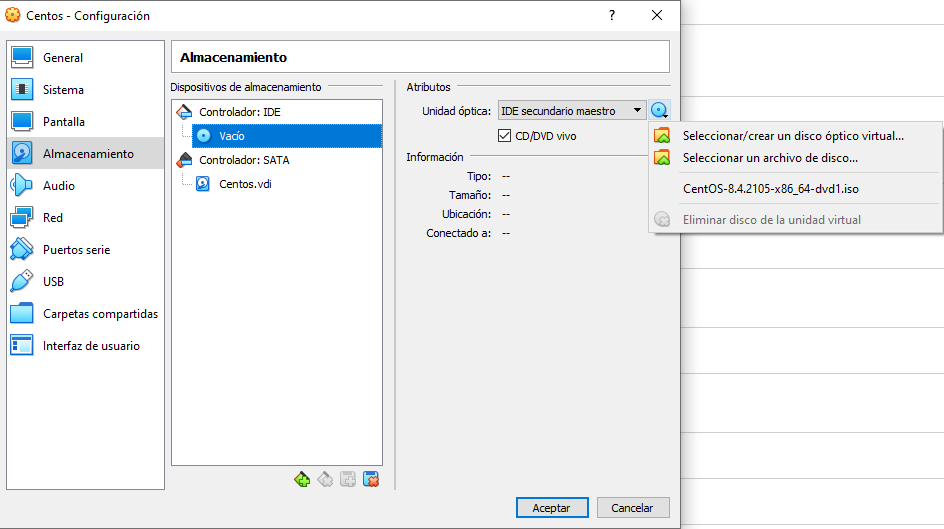 Centos - Configuración
?
General
Sistema
Pantalla
Almacenamiento
Audio
Red
Puertos serie
USB
Carpetas compartidas
Interfaz de usuario
Almacenamiento
Dispositivos de almacenamiento
Controlador: IDE
Vacío
Controlador: SATA
Centos.vdi
Atributos
Unidad óptica: IDE secundario maestro
CD/DVD vivo
Información
Tipo: --
Tamaño: --
Ubicación: --
Conectado a: --
Seleccionar/crear un disco óptico virtual...
Seleccionar un archivo de disco...
CentOS-8.4.2105-x86_64-dvd1.iso
Eliminar disco de la unidad virtual
Aceptar
Cancelar